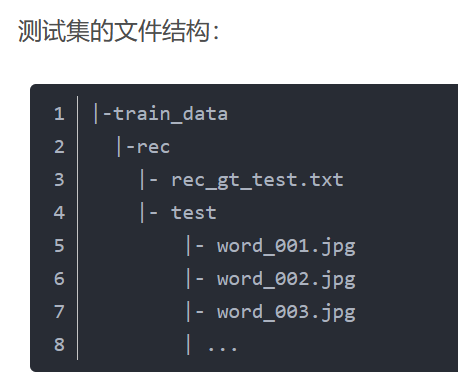 测试集的文件结构：
1 |-train_data
2   |-rec
3     |- rec_gt_test.txt
4     |- test
5         |- word_001.jpg
6         |- word_002.jpg
7         |- word_003.jpg
8         | ...